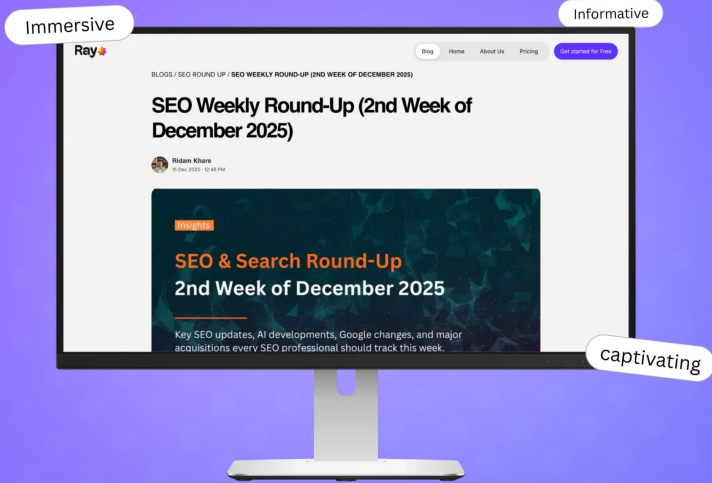 Immersive
Informative
Ray
Blog Home About Us Pricing Get started for Free
BLOGS / SEO ROUND UP / SEO WEEKLY ROUND-UP (2ND WEEK OF DECEMBER 2025)
SEO Weekly Round-Up (2nd Week of
December 2025)
Ridam Khare
15 Dec 2025 · 12:46 PM
Insights
SEO & Search Round-Up
2nd Week of December 2025
Key SEO updates, AI developments, Google changes, and major
acquisitions every SEO professional should track this week.
captivating